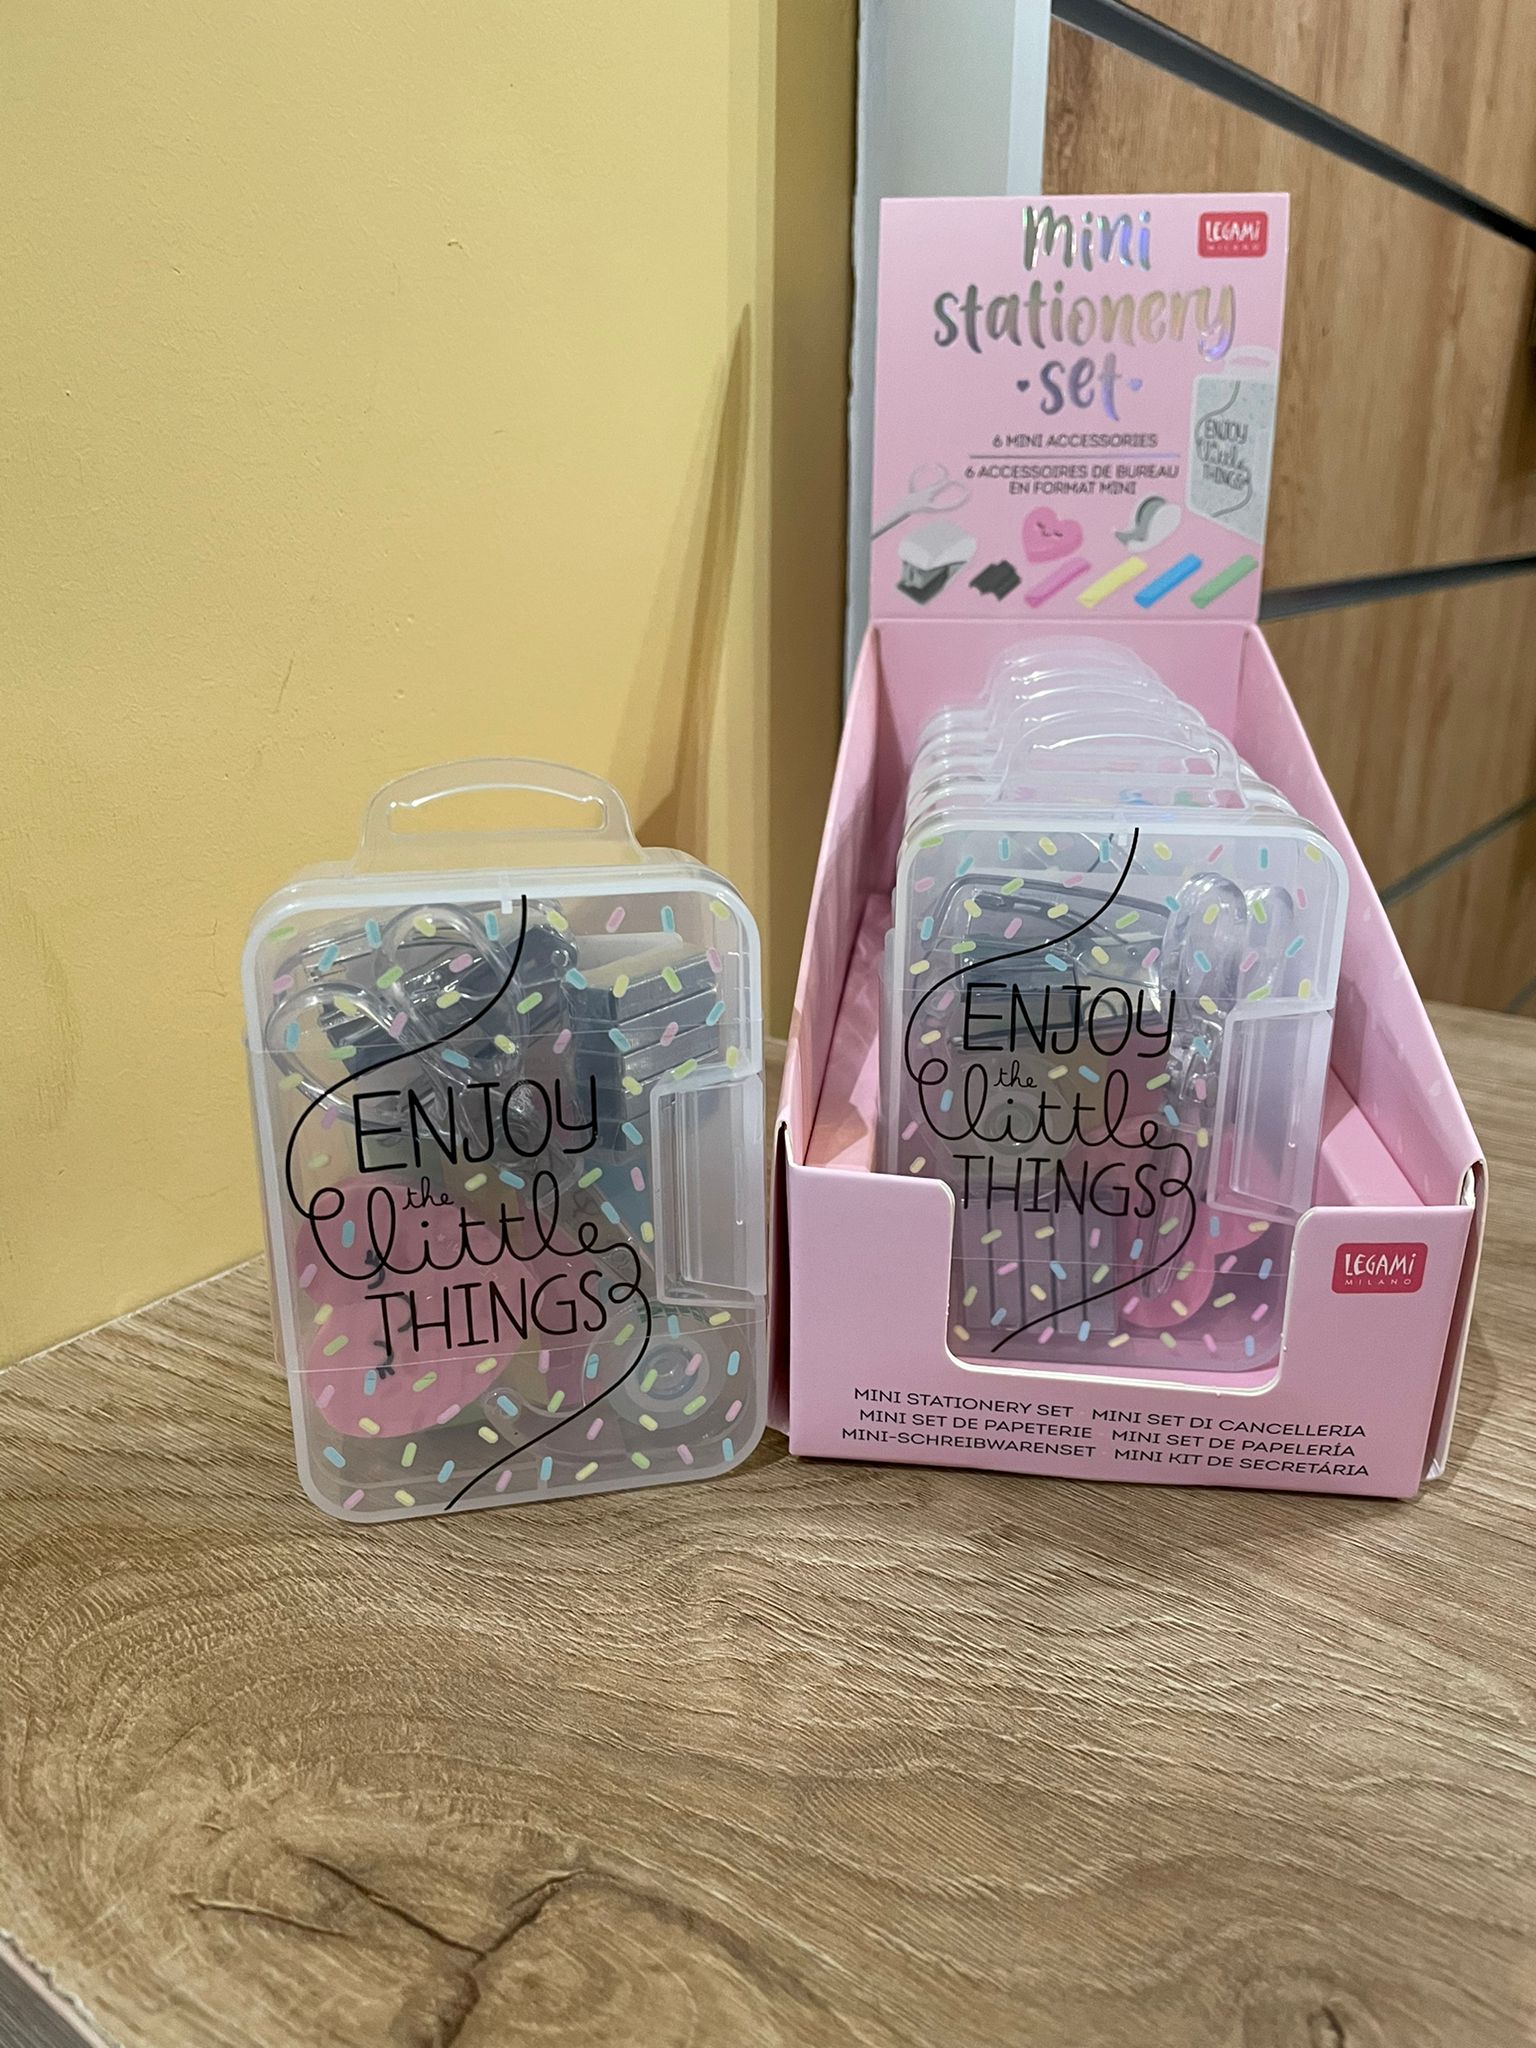 mini
LEGAMI
MILANO
stationery
set
6 MINI ACCESSORIES
6 ACCESSOIRES DE BUREAU
EN FORMAT MINI
ENJOY
the
little
THINGS
ENJOY
the
little
THINGS
ENJOY
the
little
THINGS
LEGAMI
MILANO
MINI STATIONERY SET MINI SET DI CANCELLERIA
MINI SET DE PAPETERIE MINI SET DE PAPELERÍA
MINI-SCHREIBWARENSET MINI KIT DE SECRETÁRIA